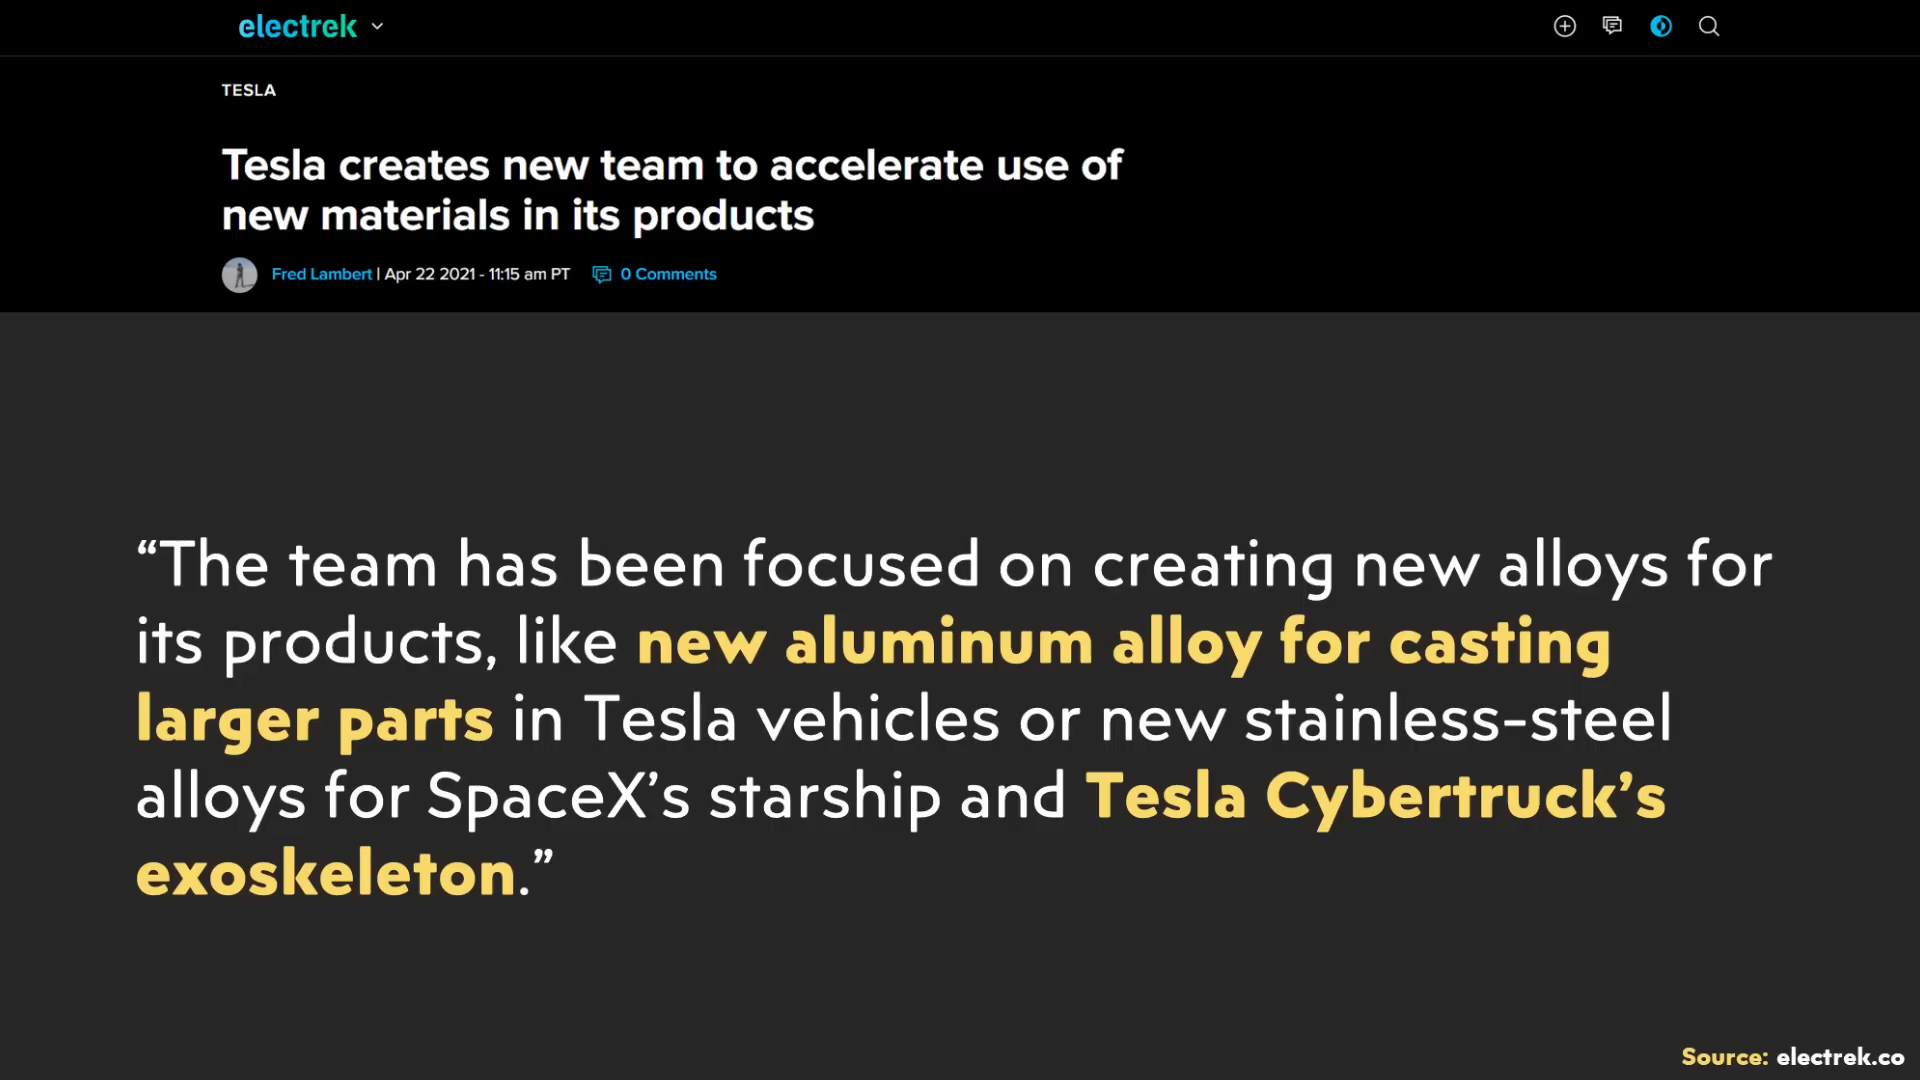 electrek
TESLA
Tesla creates new team to accelerate use of
new materials in its products
Fred Lambert | Apr 22 2021 - 11:15 am PT 0 Comments
“The team has been focused on creating new alloys for
its products, like new aluminum alloy for casting
larger parts in Tesla vehicles or new stainless-steel
alloys for SpaceX’s starship and Tesla Cybertruck’s
exoskeleton.”
Source: electrek.co